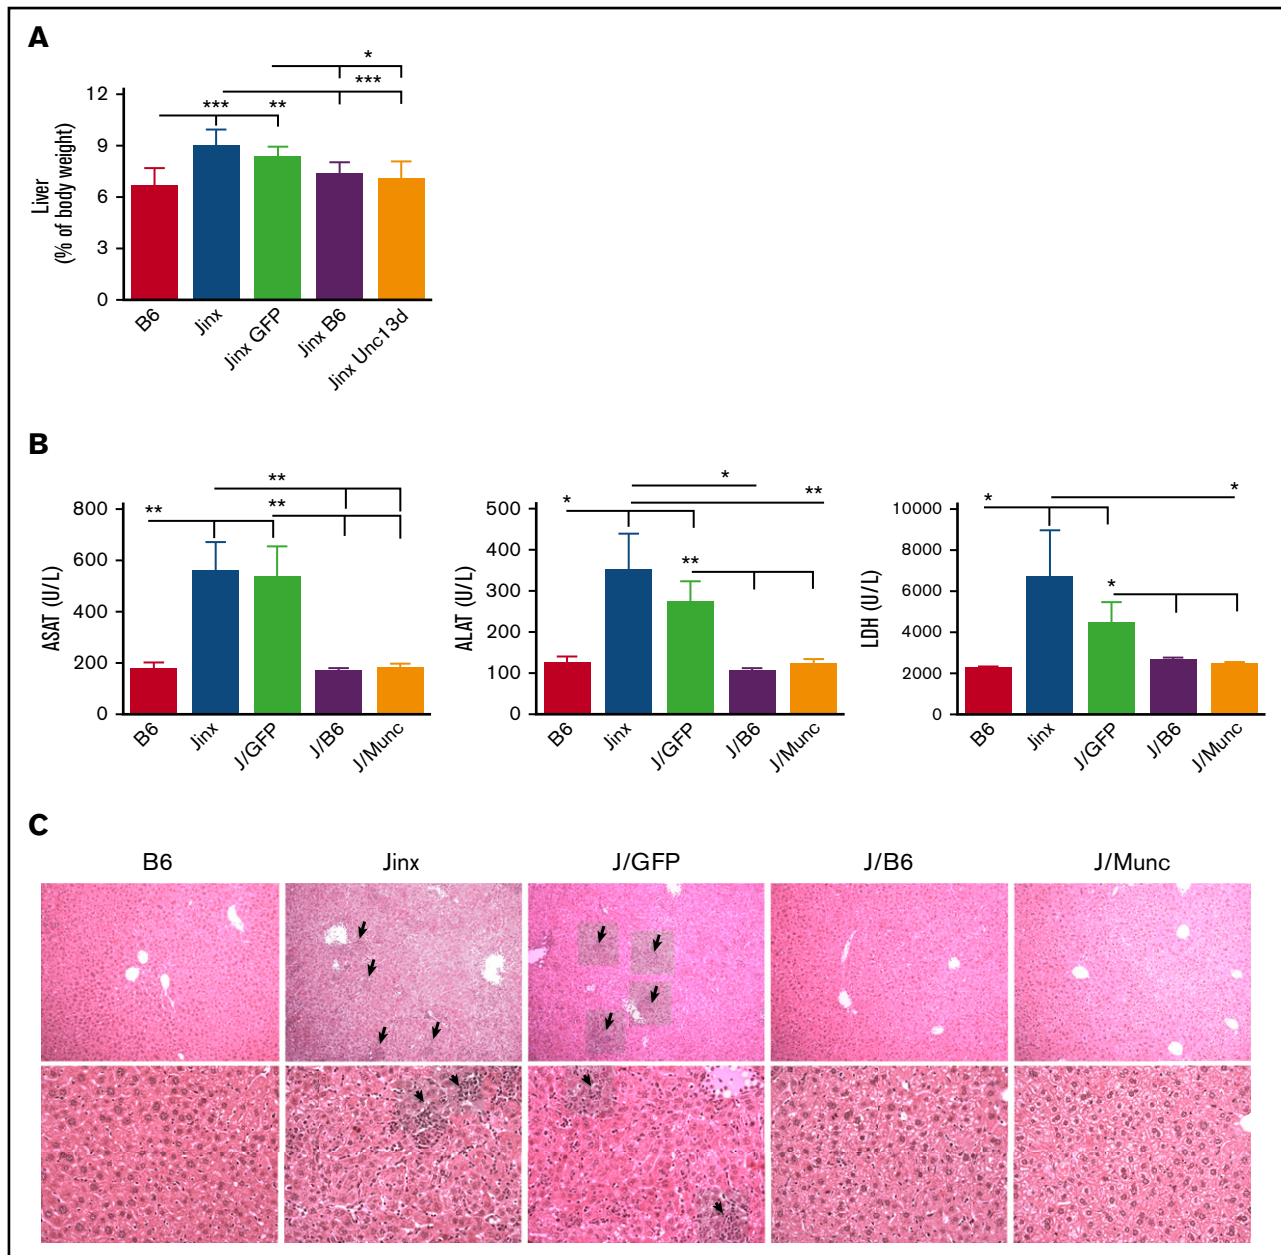 A
*
***
***
**
12
9
6
3
0
Liver
(% of body weight)
B6
Jinx
Jinx GFP
Jinx B6
Jinx Unc13d
B
**
**
**
800
600
400
200
0
ASAT (U/L)
B6
Jinx
J/GFP
J/B6
J/Munc
*
**
*
**
500
400
300
200
100
0
ALAT (U/L)
B6
Jinx
J/GFP
J/B6
J/Munc
*
*
*
10000
8000
6000
4000
2000
0
LDH (U/L)
B6
Jinx
J/GFP
J/B6
J/Munc
C
B6
Jinx
J/GFP
J/B6
J/Munc